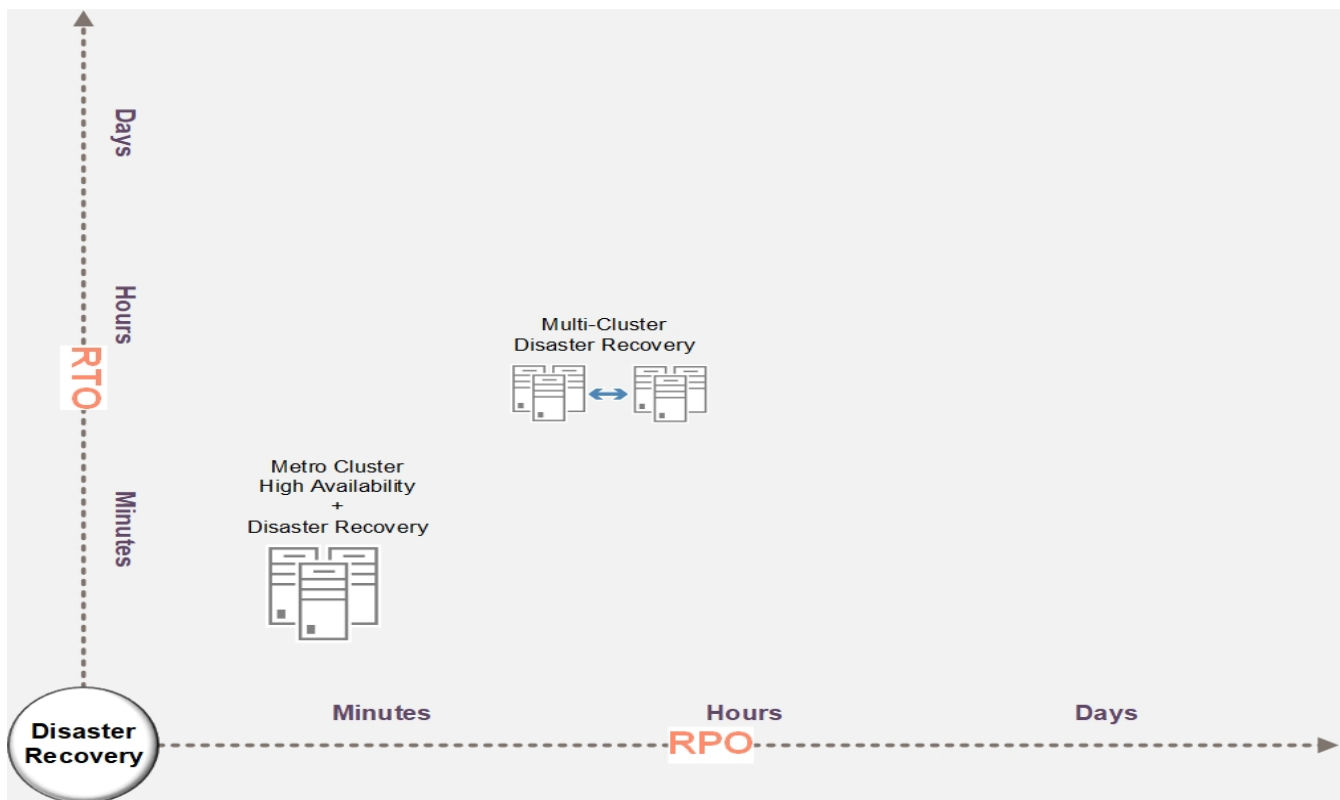 Days
Hours
RTO
Minutes
Multi-Cluster
Disaster Recovery
Metro Cluster
High Availability
+
Disaster Recovery
Disaster
Recovery
Minutes
Hours
Days
RPO